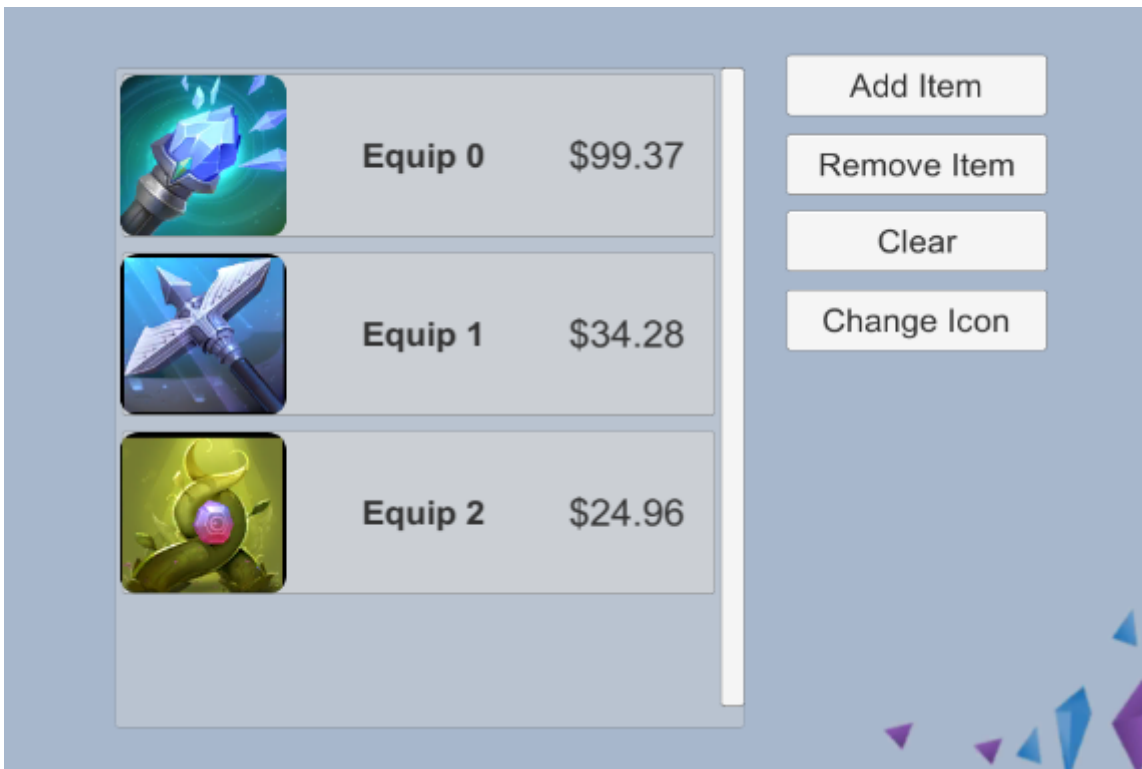 Equip 0 $99.37
Equip 1 $34.28
Equip 2 $24.96
Add Item
Remove Item
Clear
Change Icon